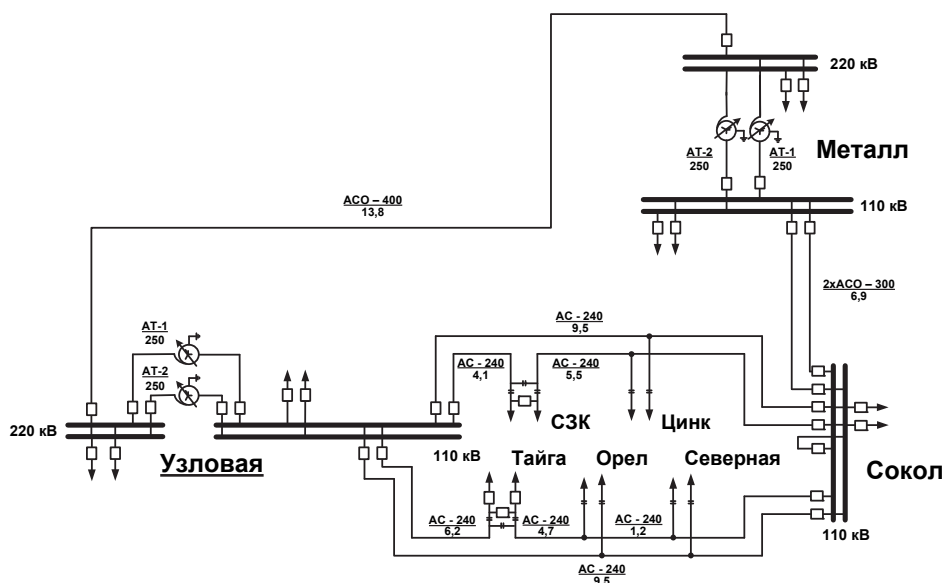 220 кВ
АТ-2
250
АТ-1
250
Металл
АСО – 400
13,8
110 кВ
2хАСО – 300
6,9
АС - 240
9,5
АТ-1
250
АС - 240
4,1
АС - 240
5,5
АТ-2
250
СЗК
Цинк
220 кВ
Узловая
110 кВ
Тайга
Орел
Северная
Сокол
АС - 240
6,2
АС - 240
4,7
АС - 240
1,2
110 кВ
АС - 240
9,5